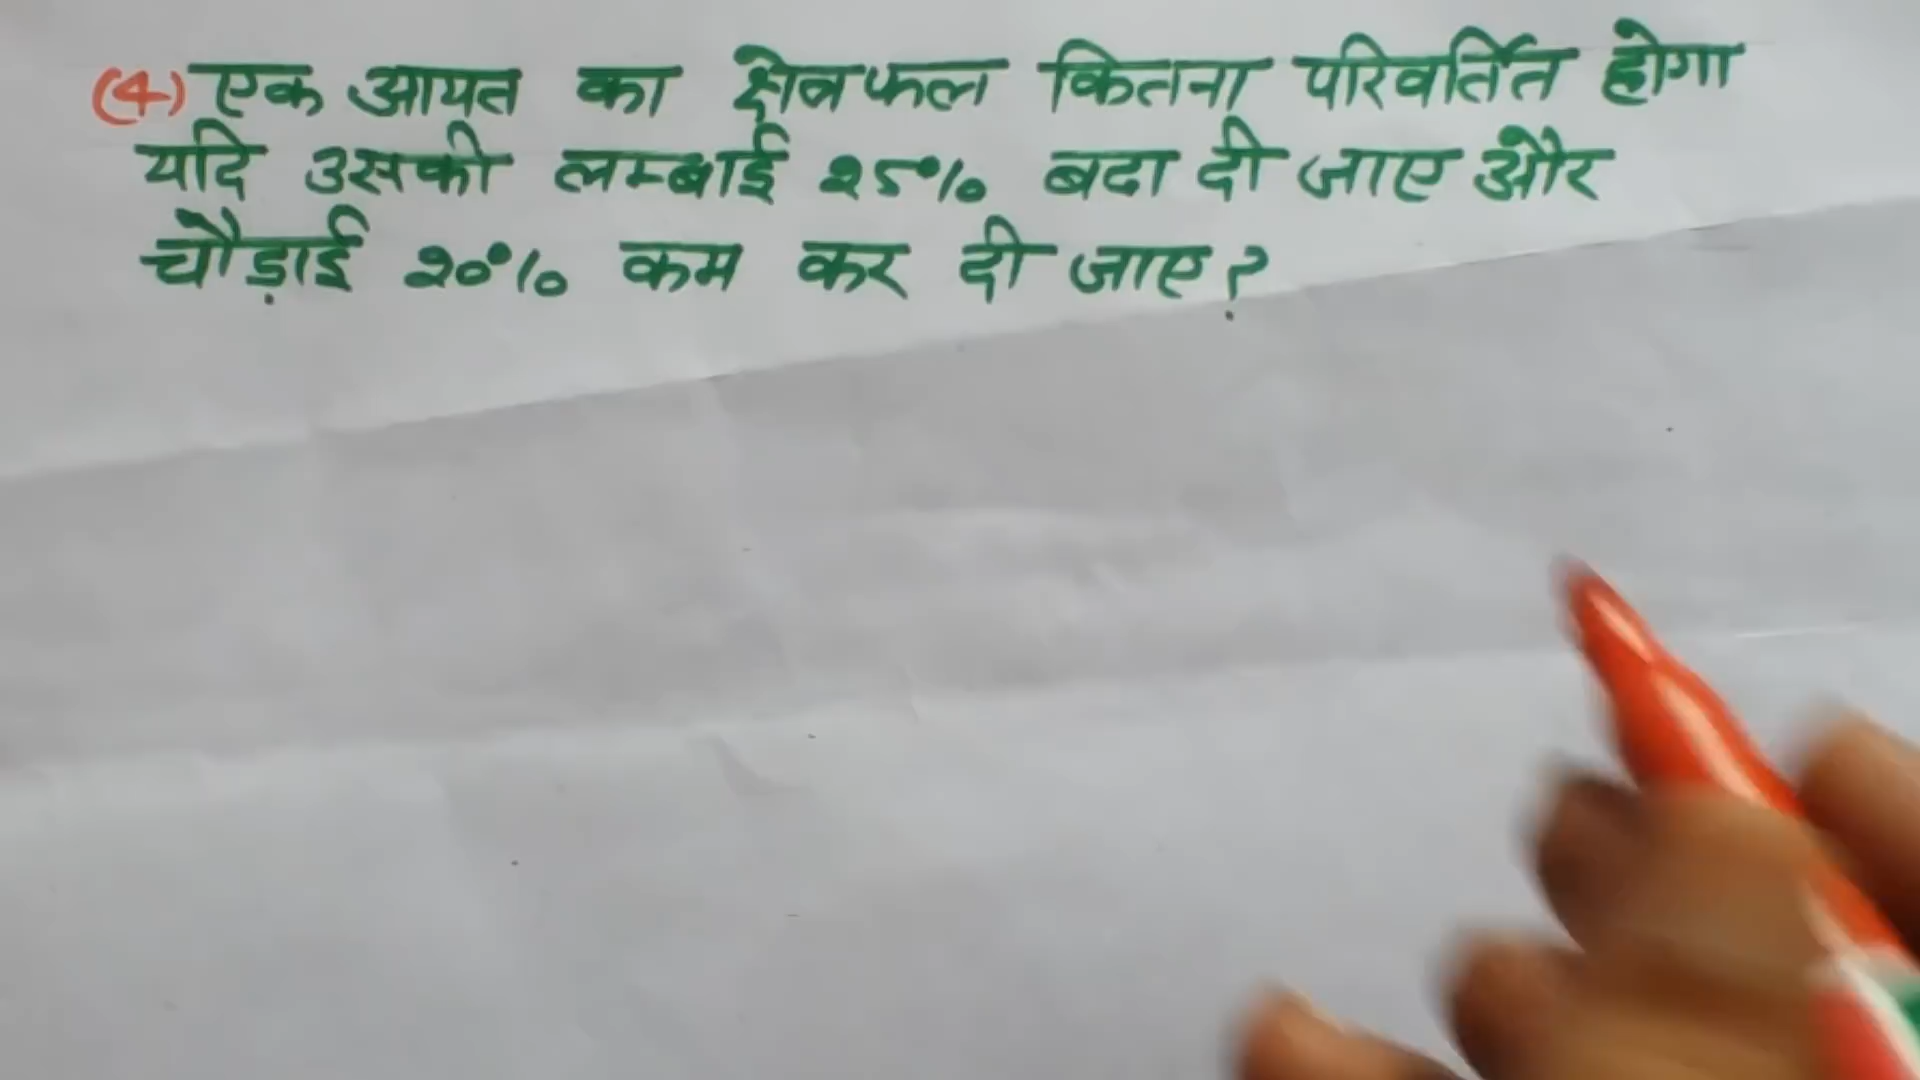 (4) एक आयत का क्षेत्रफल कितना परिवर्तित होगा
यदि उसकी लम्बाई 25% बढा दी जाए और
चौड़ाई 20% कम कर दी जाए?